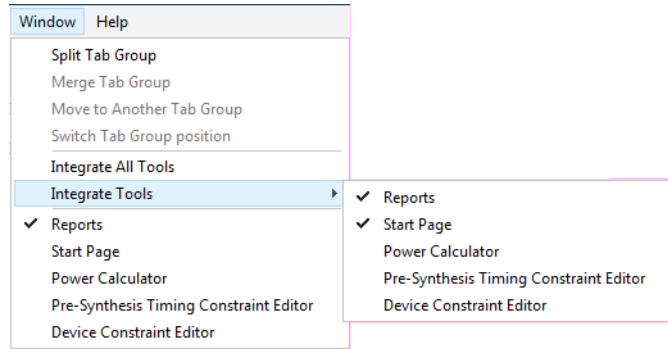 Window Help
Split Tab Group
Merge Tab Group
Move to Another Tab Group
Switch Tab Group position
Integrate All Tools
Integrate Tools
Reports
Start Page
Power Calculator
Pre-Synthesis Timing Constraint Editor
Device Constraint Editor
Reports
Start Page
Power Calculator
Pre-Synthesis Timing Constraint Editor
Device Constraint Editor